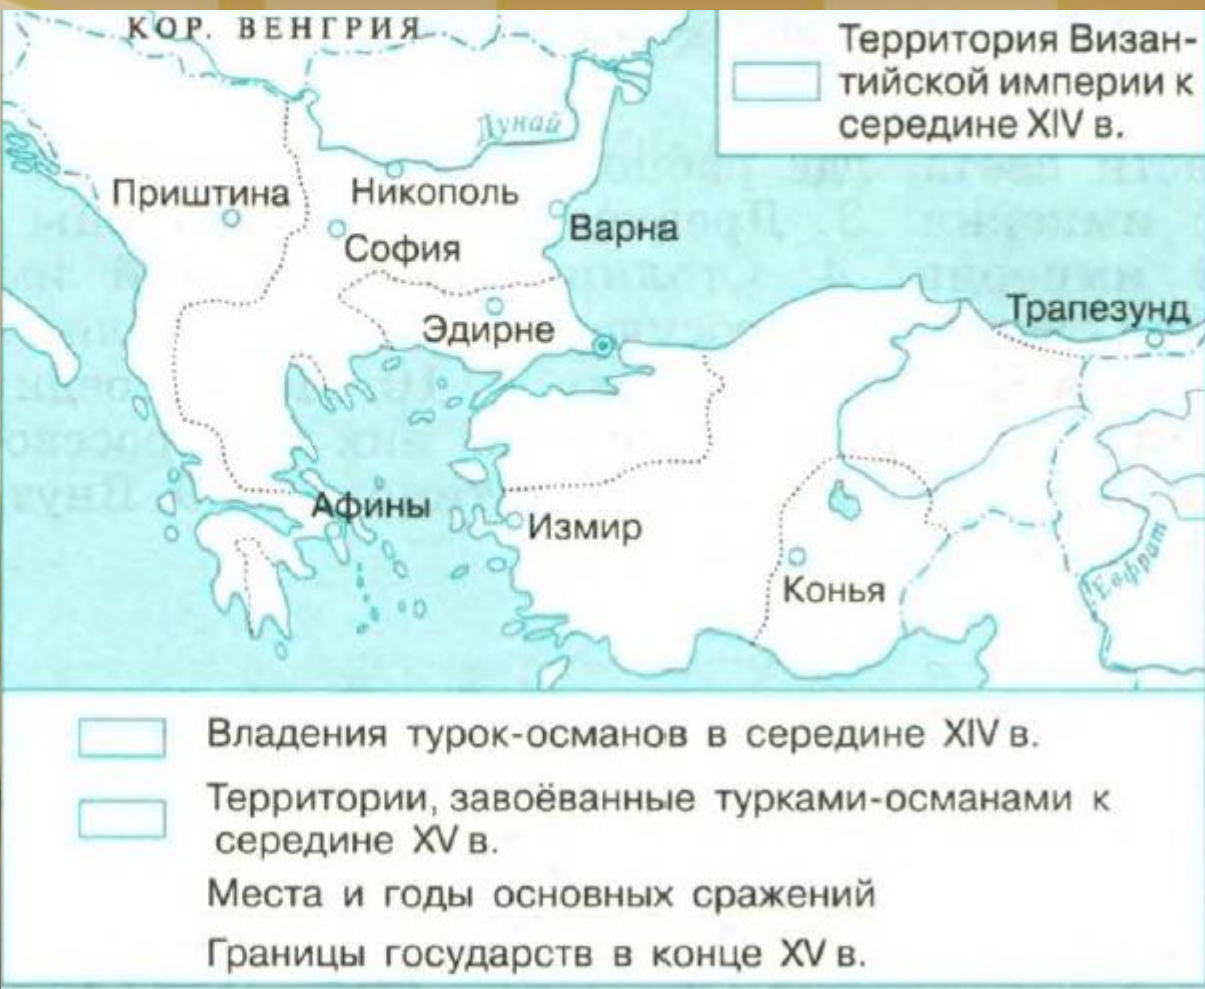 КОР. ВЕНГРИЯ
Территория Визан-
тийской империи к
середине XIV в.
Дунай
Приштина
Никополь
София
Варна
Эдирне
Трапезунд
Афины
Измир
Конья
Евфрат
Владения турок-османов в середине XIV в.
Территории, завоёванные турками-османами к
середине XV в.
Места и годы основных сражений
Границы государств в конце XV в.